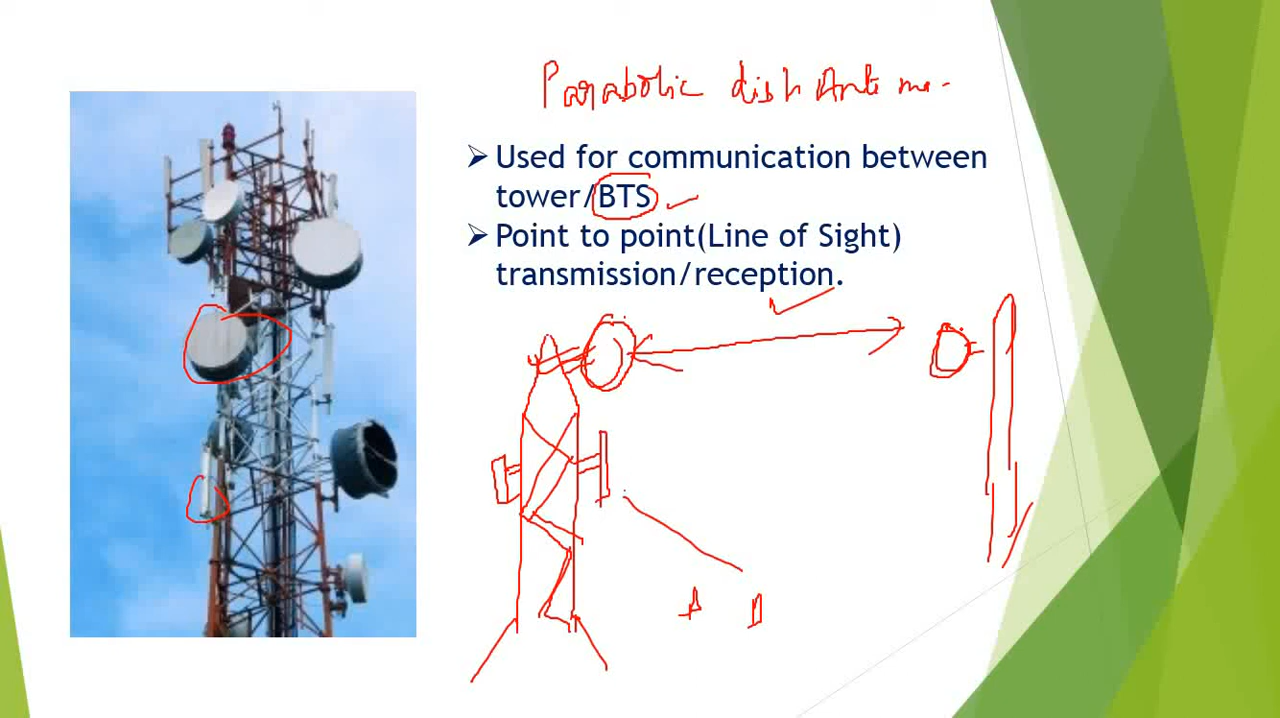 Parabolic dish Antenna.
➢ Used for communication between
tower/BTS
➢ Point to point(Line of Sight)
transmission/reception.